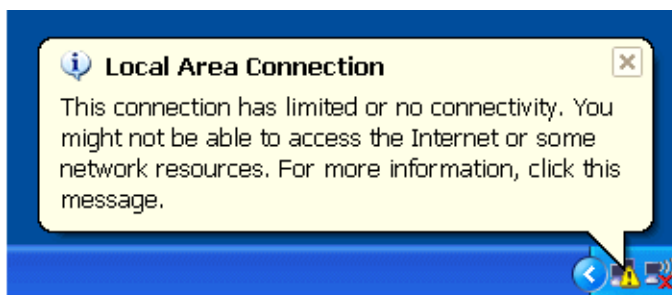 Local Area Connection
This connection has limited or no connectivity. You
might not be able to access the Internet or some
network resources. For more information, click this
message.